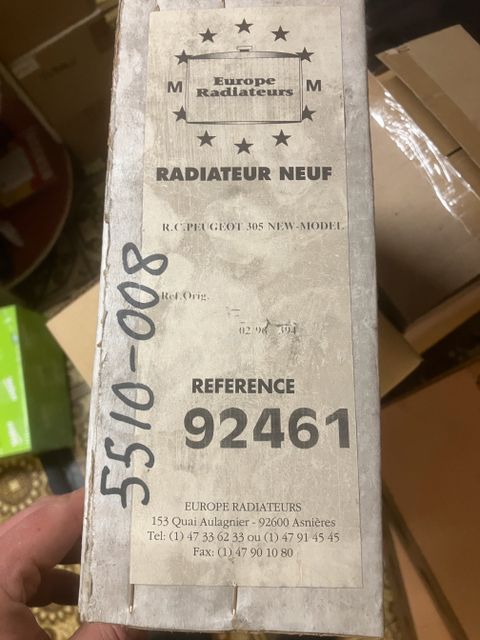 M Europe M
Radiateurs
RADIATEUR NEUF
R.C.PEUGEOT 305 NEW-MODEL
Ref.Orig.
REFERENCE
92461
EUROPE RADIATEURS
153 Quai Aulagnier - 92600 Asnières
Tel: (1) 47 33 62 33 ou (1) 47 91 45 45
Fax: (1) 47 90 10 80
5510-008